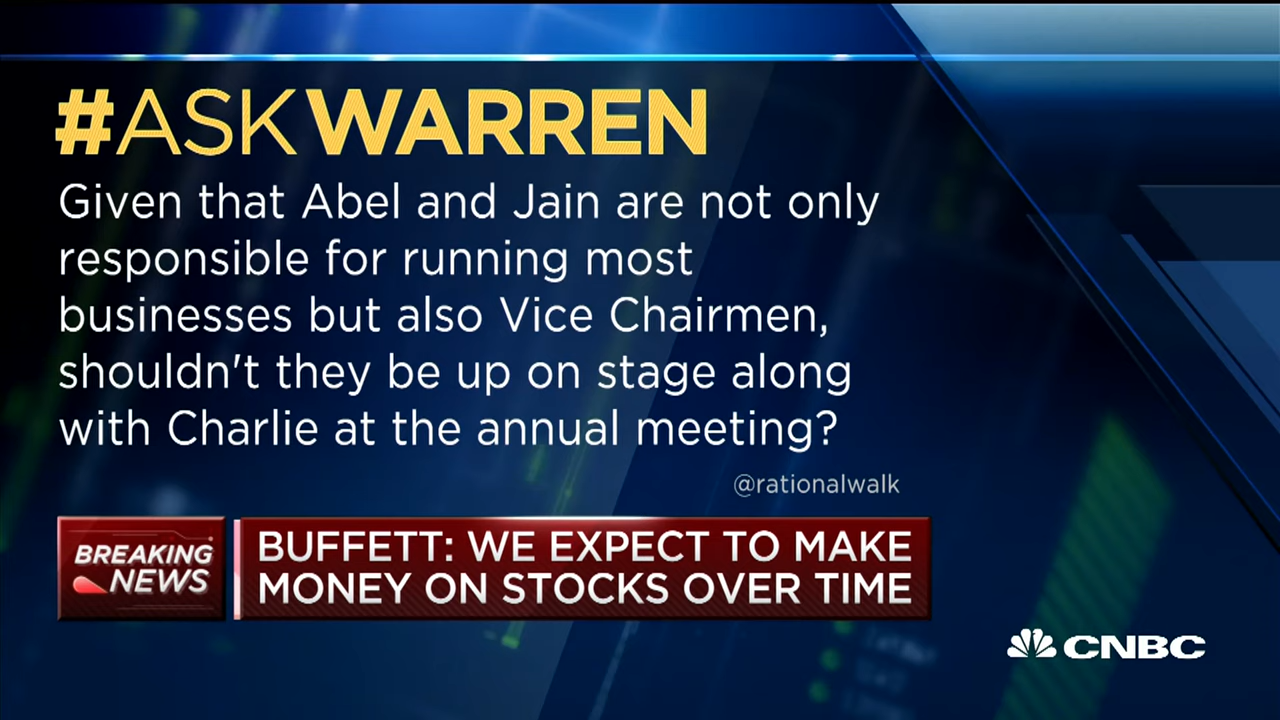 #ASKWARREN
Given that Abel and Jain are not only
responsible for running most
businesses but also Vice Chairmen,
shouldn't they be up on stage along
with Charlie at the annual meeting?
@rationalwalk
BREAKING
NEWS
BUFFETT: WE EXPECT TO MAKE
MONEY ON STOCKS OVER TIME
CNBC